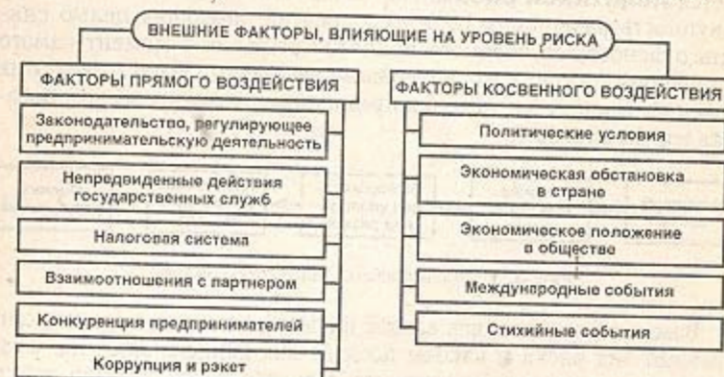 ВНЕШНИЕ ФАКТОРЫ, ВЛИЯЮЩИЕ НА УРОВЕНЬ РИСКА
ФАКТОРЫ ПРЯМОГО ВОЗДЕЙСТВИЯ
Законодательство, регулирующее
предпринимательскую деятельность
Непредвиденные действия
государственных служб
Налоговая система
Взаимоотношения с партнером
Конкуренция предпринимателей
Коррупция и рэкет
ФАКТОРЫ КОСВЕННОГО ВОЗДЕЙСТВИЯ
Политические условия
Экономическая обстановка
в стране
Экономическое положение
в обществе
Международные события
Стихийные события